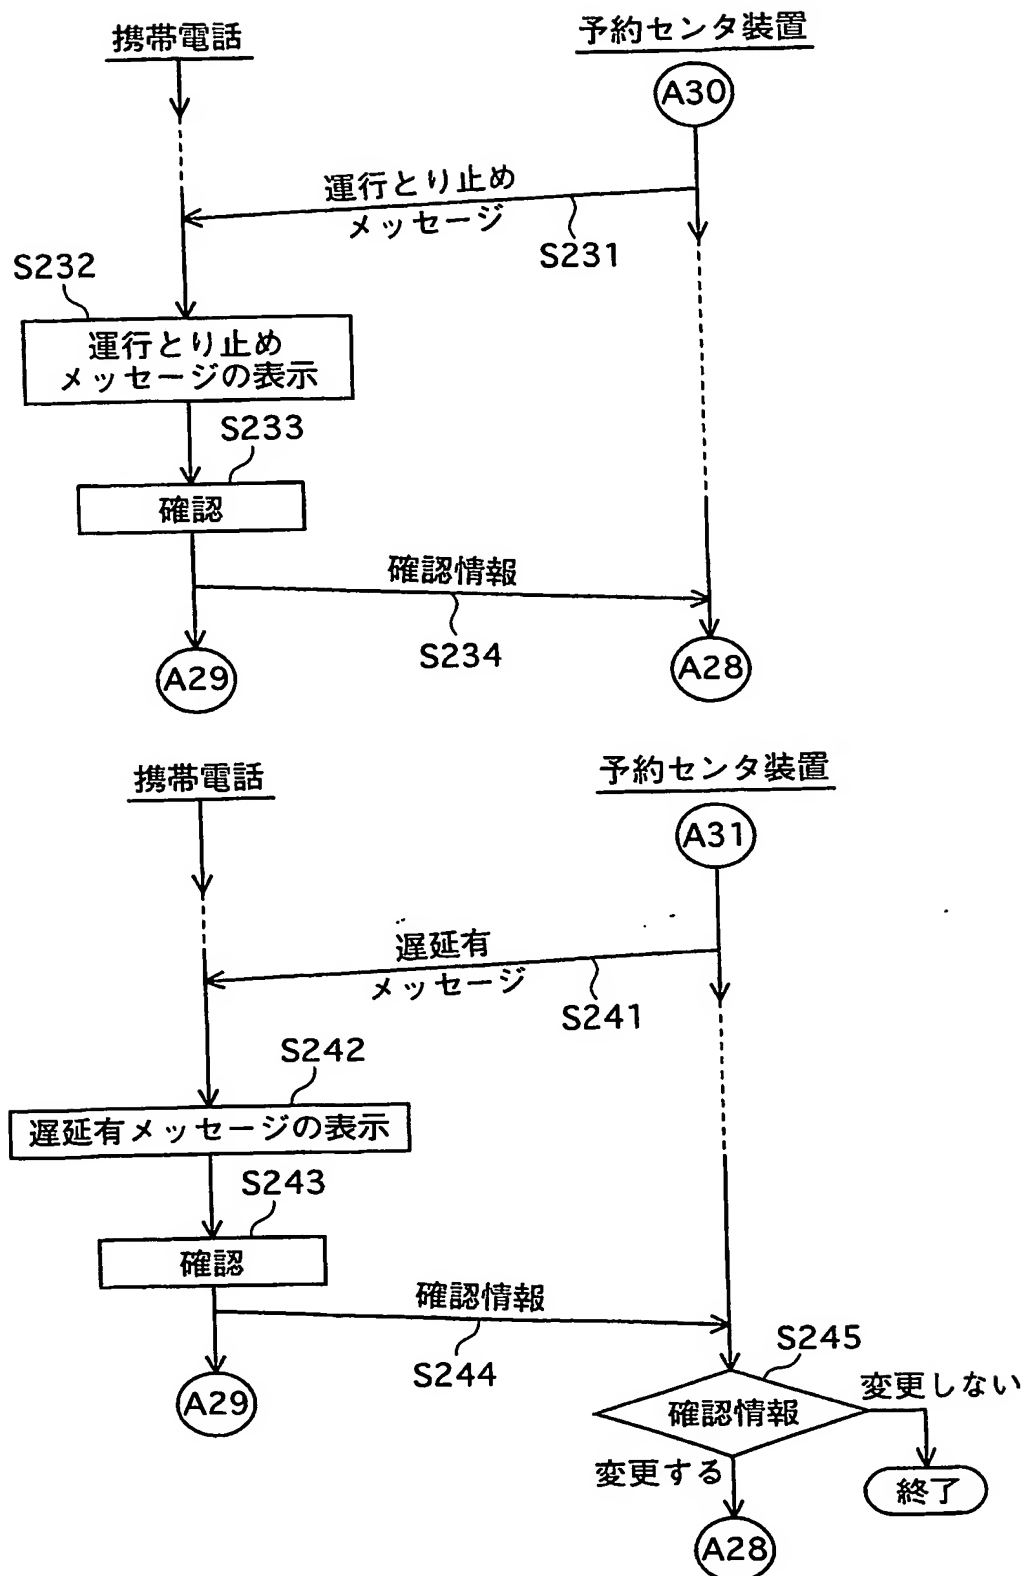 携帯電話
予約センタ装置
A30
運行とり止め
メッセージ
S231
S232
運行とり止め
メッセージの表示
S233
確認
確認情報
S234
A29
A28
携帯電話
予約センタ装置
A31
遅延有
メッセージ
S241
S242
遅延有メッセージの表示
S243
確認
確認情報
S244
S245
確認情報
変更しない
変更する
終了
A29
A28